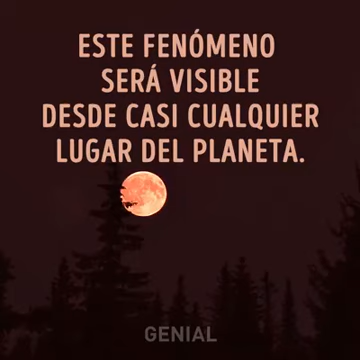 ESTE FENÓMENO
SERÁ VISIBLE
DESDE CASI CUALQUIER
LUGAR DEL PLANETA.
GENIAL